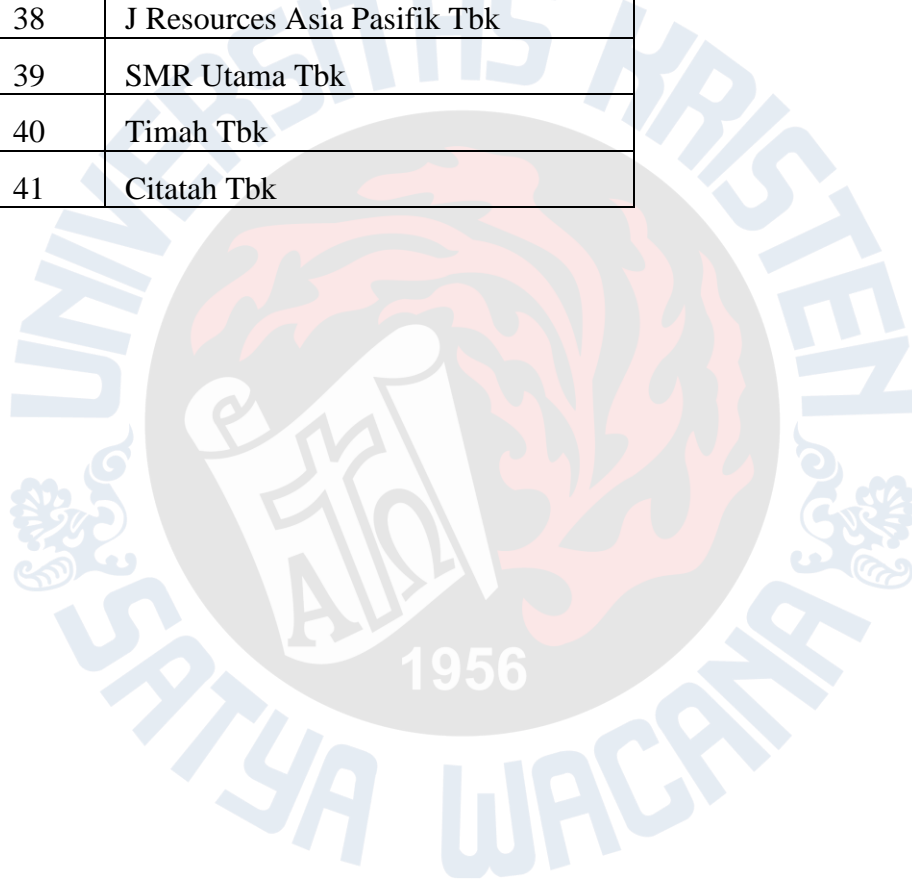 38 J Resources Asia Pasifik Tbk
39 SMR Utama Tbk
40 Timah Tbk
41 Citatah Tbk
UNIVERSITAS KRISTEN
ΑΩ
1956
SATYA WACANA